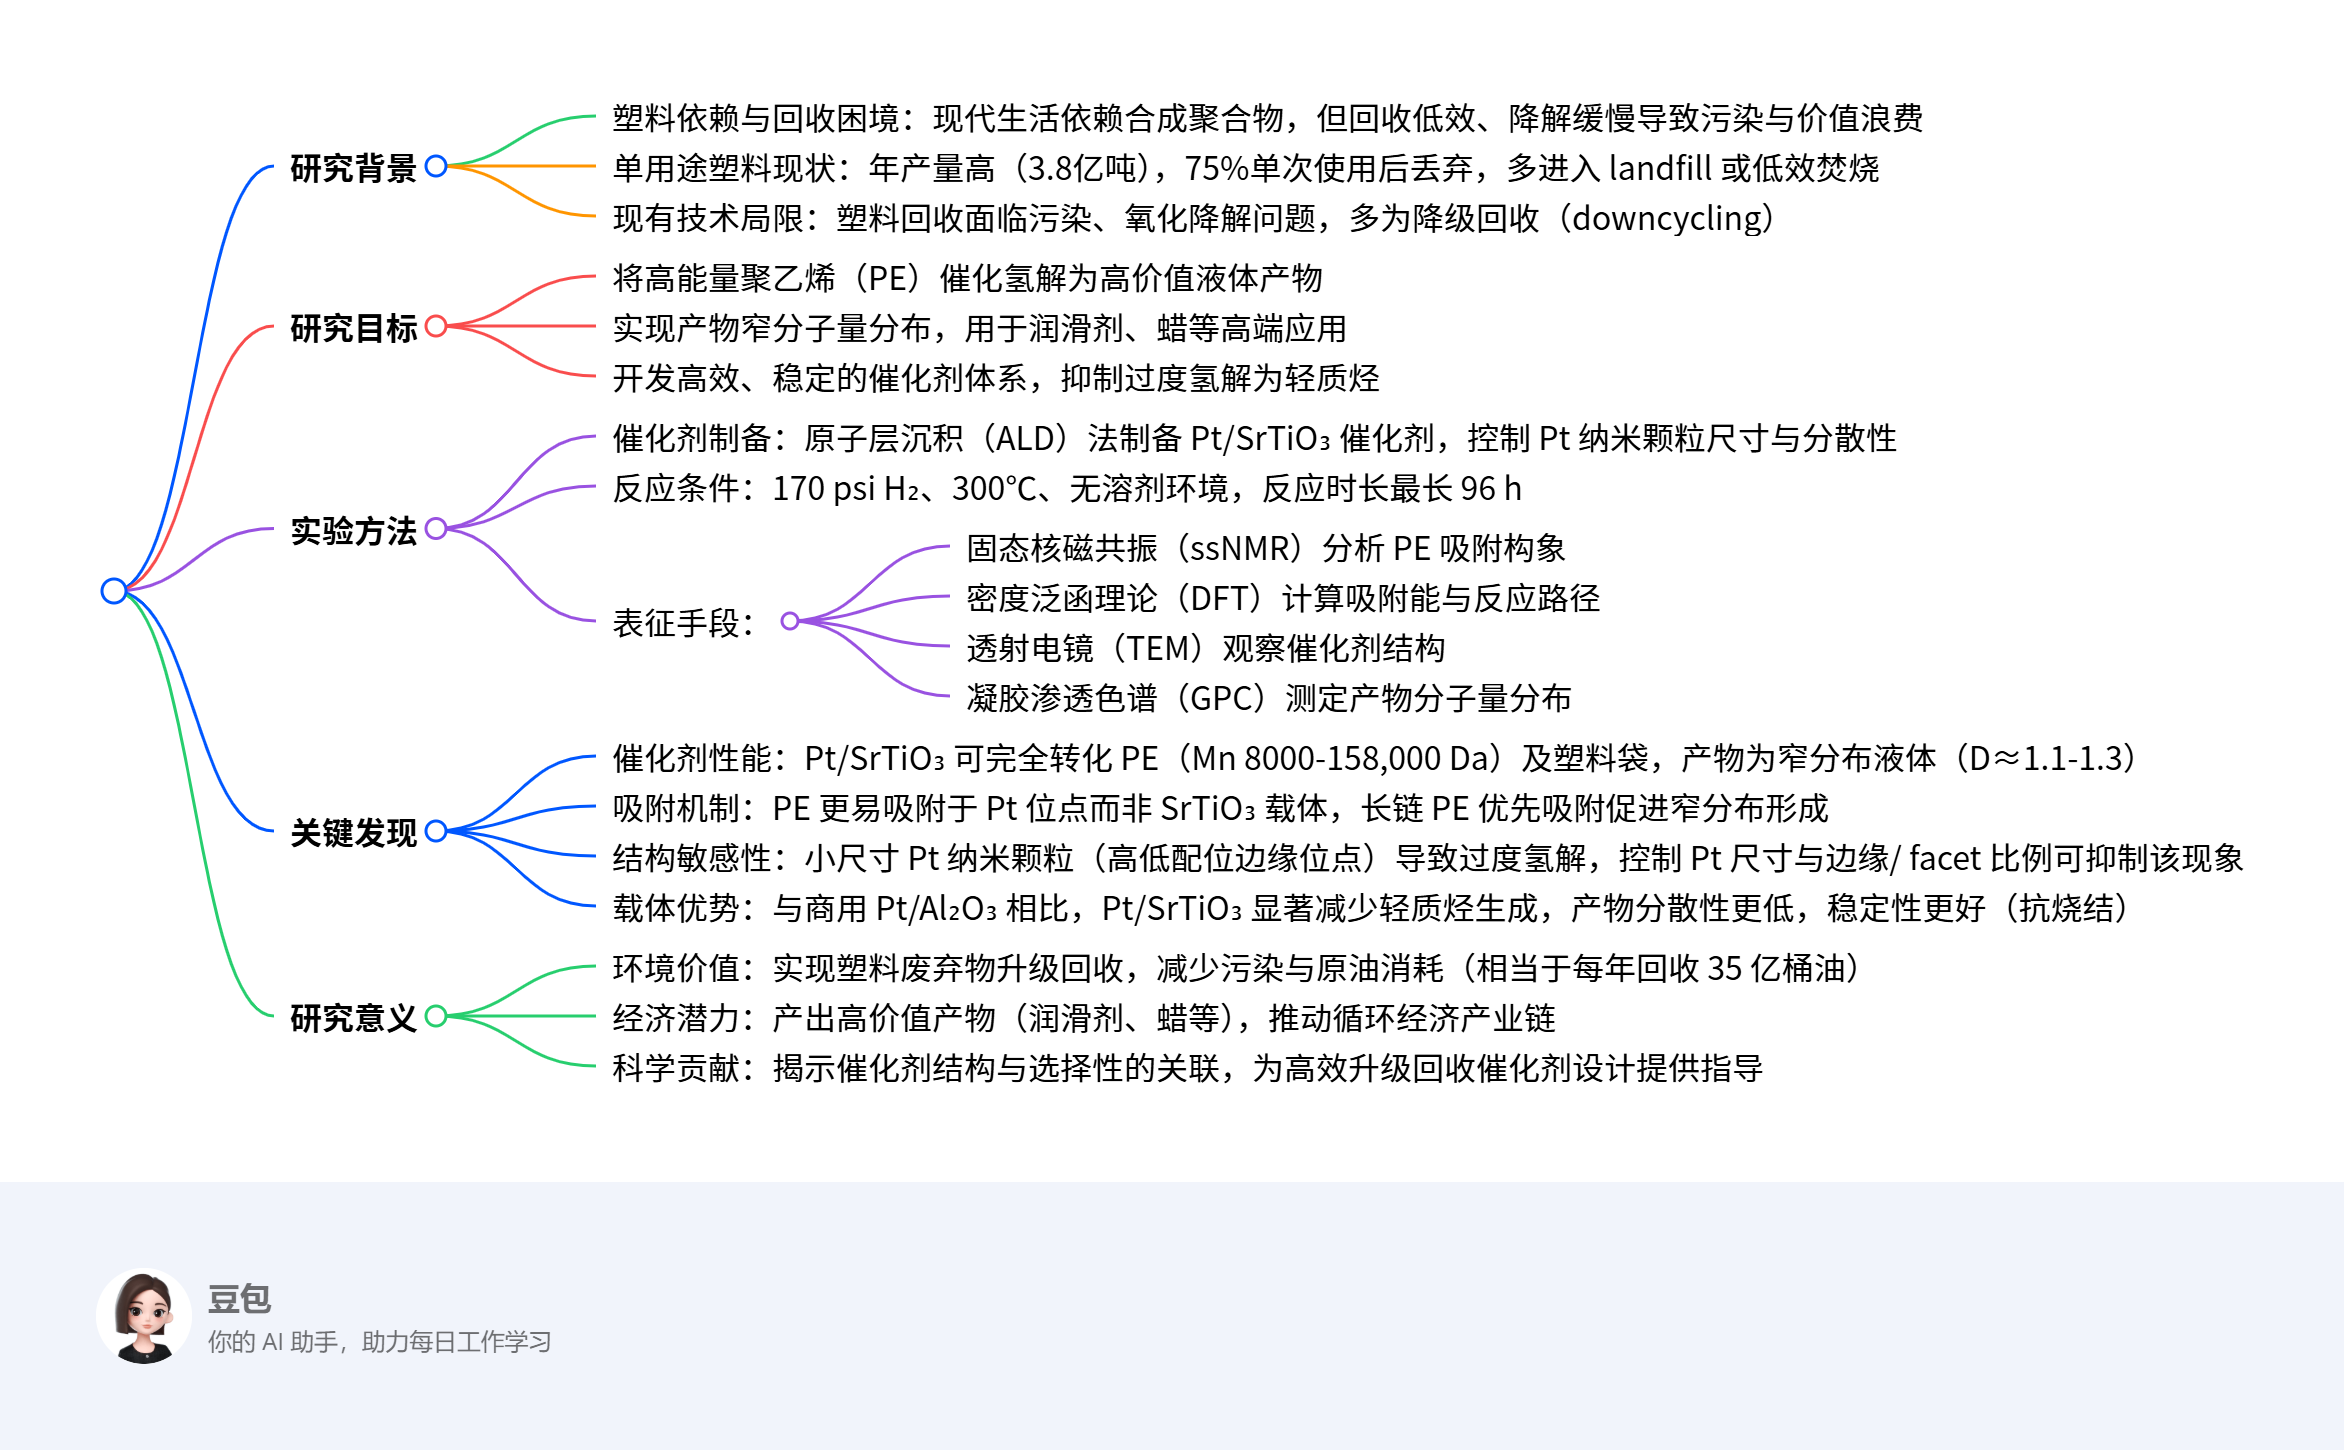 研究背景
塑料依赖与回收困境：现代生活依赖合成聚合物，但回收低效、降解缓慢导致污染与价值浪费
单用途塑料现状：年产量高（3.8亿吨），75%单次使用后丢弃，多进入 landfill 或低效焚烧
现有技术局限：塑料回收面临污染、氧化降解问题，多为降级回收（downcycling）
研究目标
将高能量聚乙烯（PE）催化氢解为高价值液体产物
实现产物窄分子量分布，用于润滑剂、蜡等高端应用
开发高效、稳定的催化剂体系，抑制过度氢解为轻质烃
实验方法
催化剂制备：原子层沉积（ALD）法制备 Pt/SrTiO₃ 催化剂，控制 Pt 纳米颗粒尺寸与分散性
反应条件：170 psi H₂、300℃、无溶剂环境，反应时长最长 96 h
表征手段：
固态核磁共振（ssNMR）分析 PE 吸附构象
密度泛函理论（DFT）计算吸附能与反应路径
透射电镜（TEM）观察催化剂结构
凝胶渗透色谱（GPC）测定产物分子量分布
关键发现
催化剂性能：Pt/SrTiO₃ 可完全转化 PE（Mn 8000-158,000 Da）及塑料袋，产物为窄分布液体（D≈1.1-1.3）
吸附机制：PE 更易吸附于 Pt 位点而非 SrTiO₃ 载体，长链 PE 优先吸附促进窄分布形成
结构敏感性：小尺寸 Pt 纳米颗粒（高低配位边缘位点）导致过度氢解，控制 Pt 尺寸与边缘/ facet 比例可抑制该现象
载体优势：与商用 Pt/Al₂O₃ 相比，Pt/SrTiO₃ 显著减少轻质烃生成，产物分散性更低，稳定性更好（抗烧结）
研究意义
环境价值：实现塑料废弃物升级回收，减少污染与原油消耗（相当于每年回收 35 亿桶油）
经济潜力：产出高价值产物（润滑剂、蜡等），推动循环经济产业链
科学贡献：揭示催化剂结构与选择性的关联，为高效升级回收催化剂设计提供指导
豆包
你的 AI 助手，助力每日工作学习